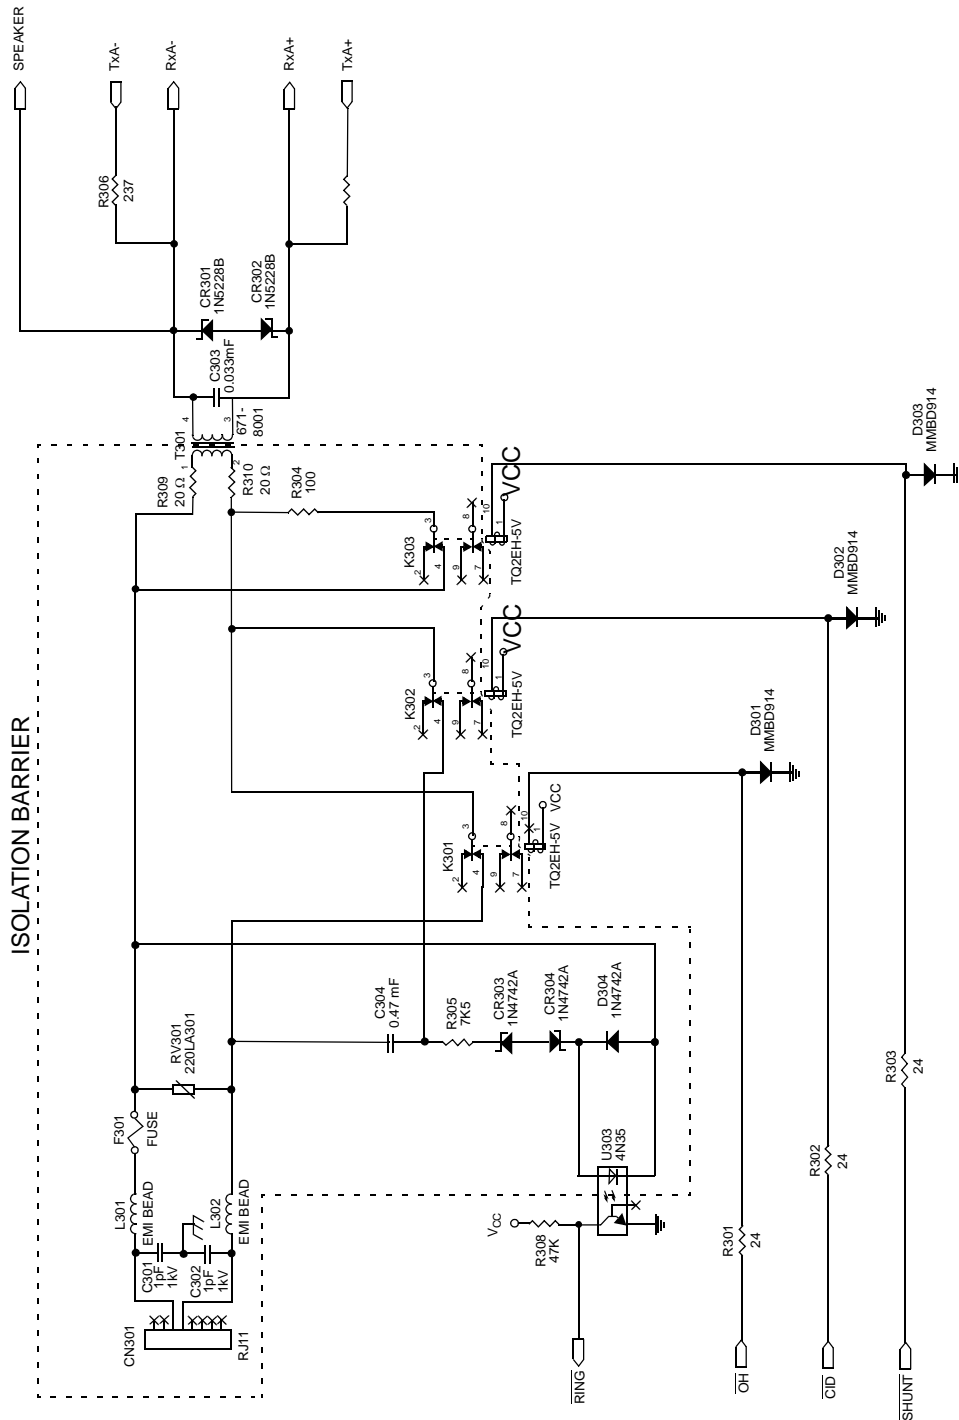 ISOLATION BARRIER
SPEAKER
TxA-
RxA-
RxA+
TxA+
R306
237
CR301
1N5228B
CR302
1N5228B
C303
0.033mF
T301
671-
8001
4
3
1
2
R309
20 Ω
R310
20 Ω
R304
100
K303
2
3
4
9
8
7
10
1
VCC
TQ2EH-5V
D303
MMBD914
K302
2
3
4
9
8
7
10
1
VCC
TQ2EH-5V
D302
MMBD914
K301
2
3
4
9
8
7
10
1
VCC
TQ2EH-5V
D301
MMBD914
RV301
220LA301
C304
0.47 mF
R305
7K5
CR303
1N4742A
CR304
1N4742A
D304
1N4742A
F301
FUSE
L301
EMI BEAD
L302
EMI BEAD
C301
1pF
1kV
C302
1pF
1kV
CN301
RJ11
U303
4N35
VCC
R308
47K
R301
24
R302
24
R303
24
RING
OH
CID
SHUNT